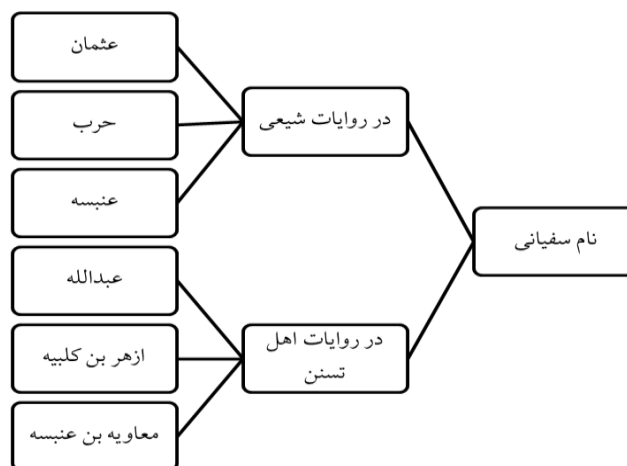 نام سفیانی
در روایات شیعی
عثمان
حرب
عنبسه
در روایات اهل
تسنن
عبدالله
ازهر بن کلبیه
معاویه بن عنبسه